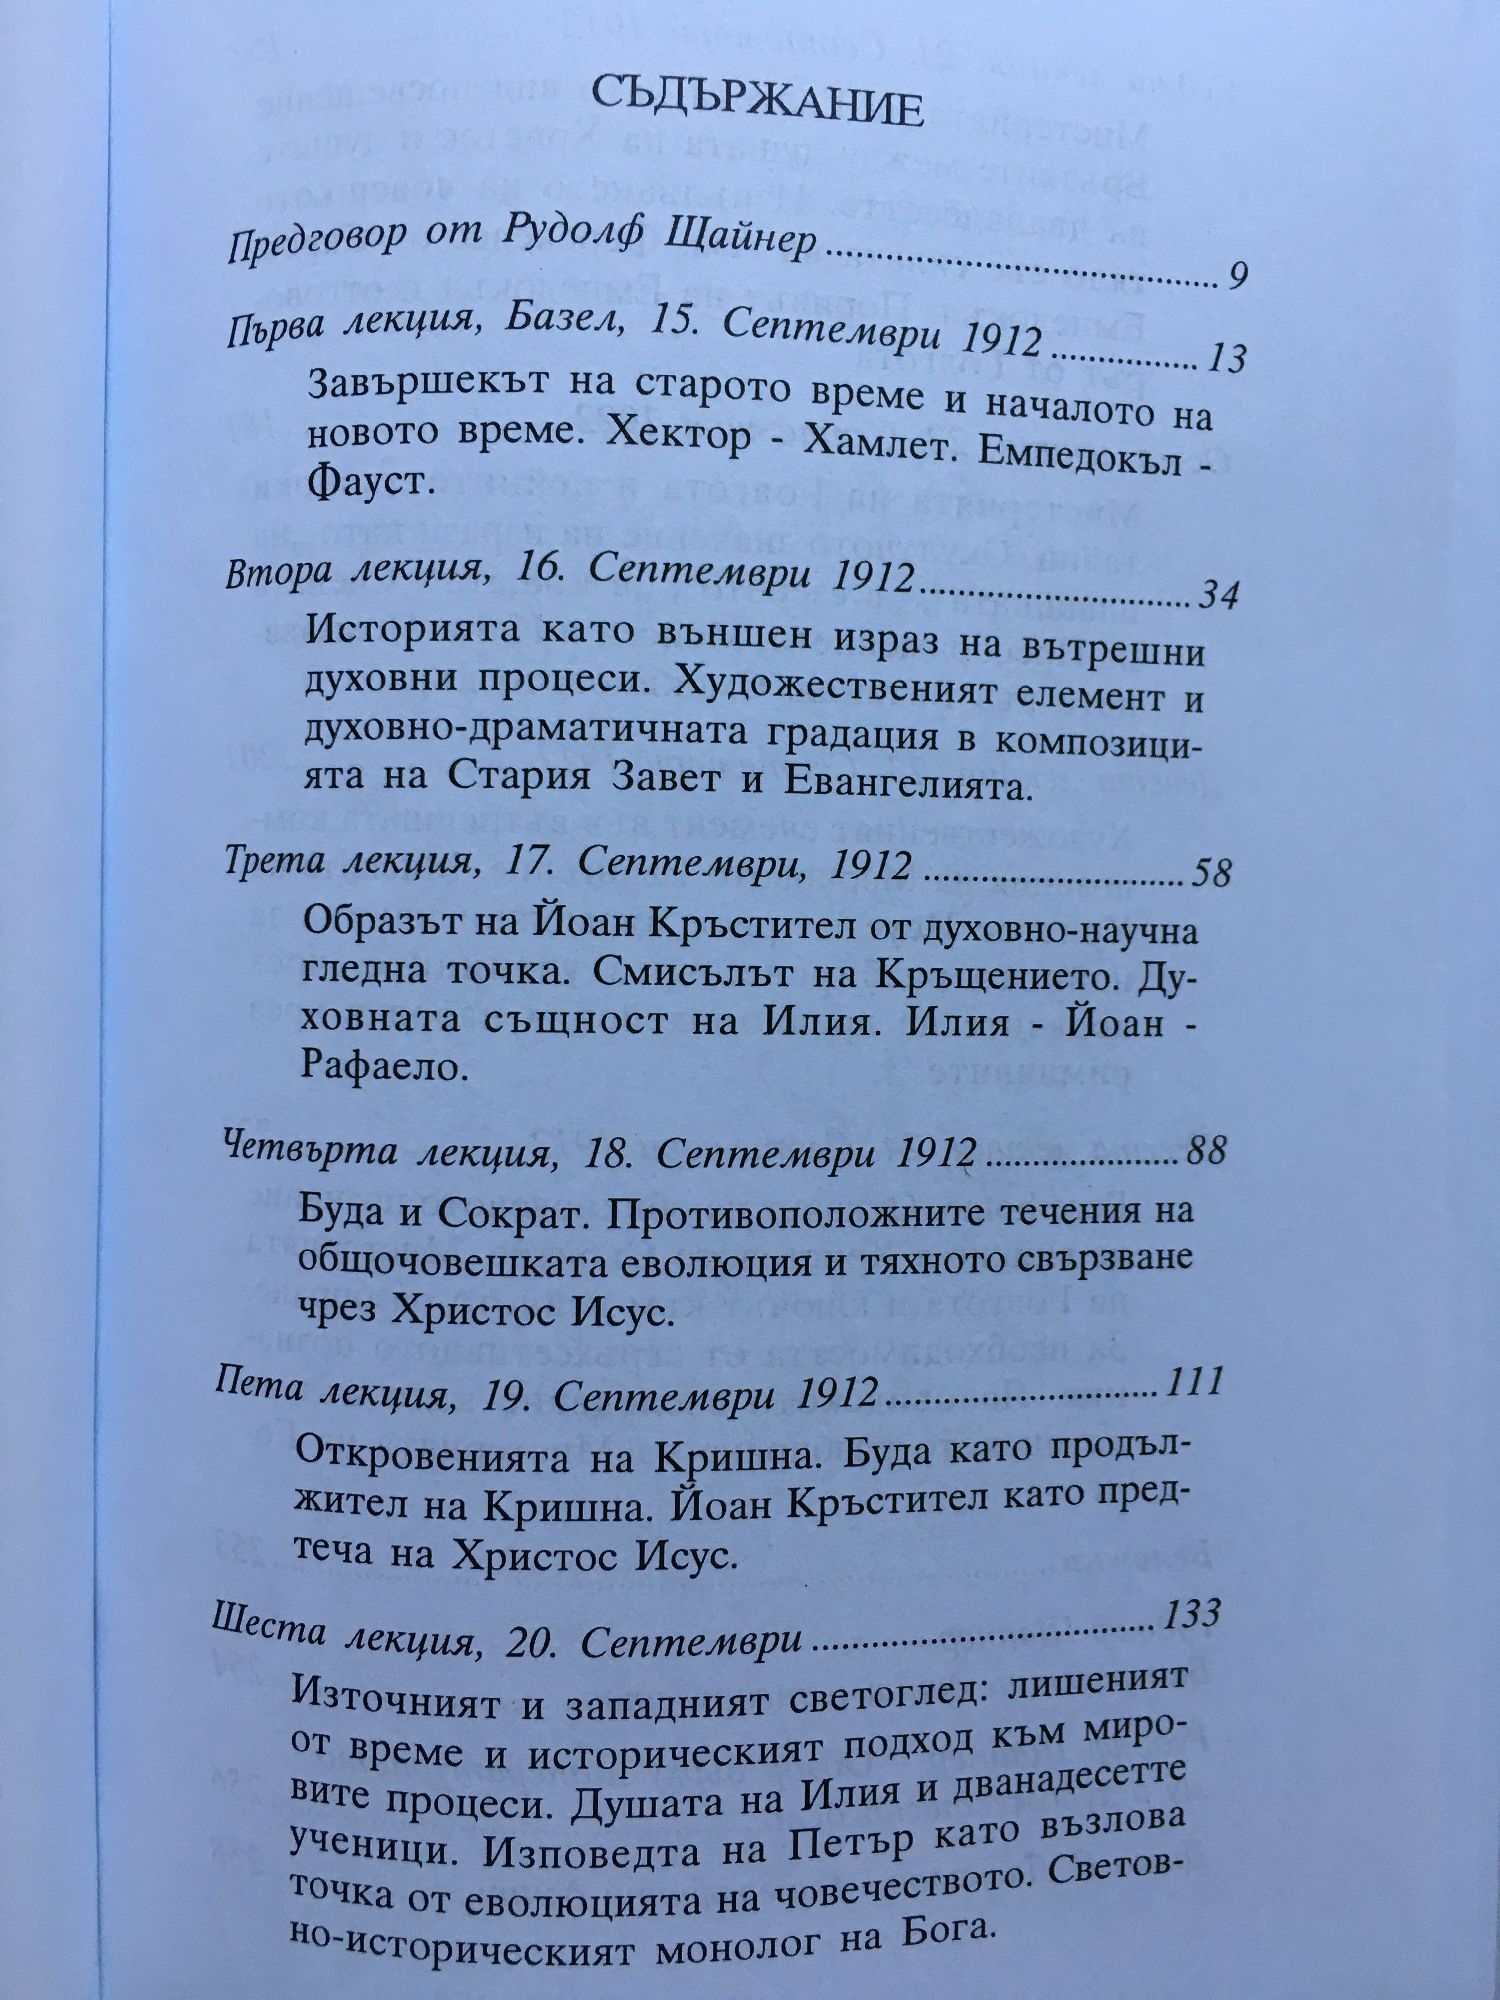 СЪДЪРЖАНИЕ
Предговор от Рудолф Щайнер.......................................... 9
Първа лекция, Базел, 15. Септември 1912................ 13
Завършекът на старото време и началото на
новото време. Хектор - Хамлет. Емпедокъл -
Фауст.
Втора лекция, 16. Септември 1912.............................. 34
Историята като външен израз на вътрешни
духовни процеси. Художественият елемент и
духовно-драматичната градация в композици-
ята на Стария Завет и Евангелията.
Трета лекция, 17. Септември, 1912 ............................ 58
Образът на Йоан Кръстител от духовно-научна
гледна точка. Смисълът на Кръщението. Ду-
ховната същност на Илия. Илия - Йоан -
Рафаело.
Четвърта лекция, 18. Септември 1912..................... 88
Буда и Сократ. Противоположните течения на
общочовешката еволюция и тяхното свързване
чрез Христос Исус.
Пета лекция, 19. Септември 1912............................. 111
Откровенията на Кришна. Буда като продъл-
жител на Кришна. Йоан Кръстител като пред-
теча на Христос Исус.
Шеста лекция, 20. Септември..................................... 133
Източният и западният светоглед: лишеният
от време и историческият подход към миро-
вите процеси. Душата на Илия и дванадесетте
ученици. Изповедта на Петър като възлова
точка от еволюцията на човечеството. Светов-
но-историческият монолог на Бога.